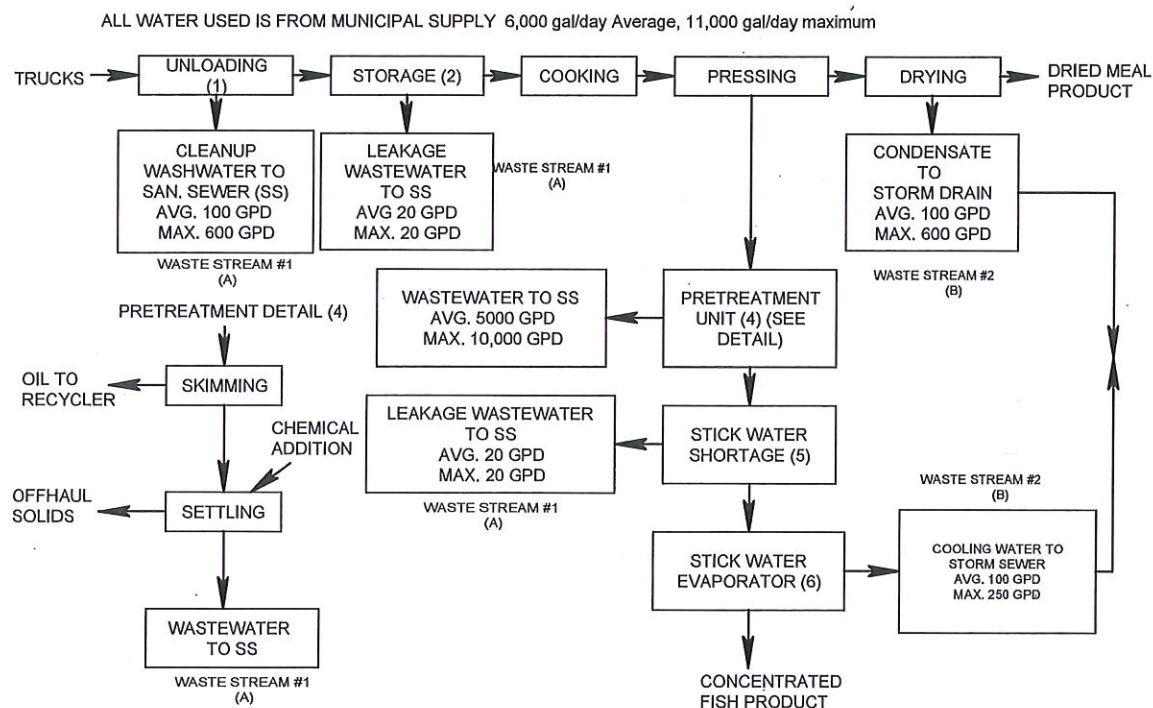 ALL WATER USED IS FROM MUNICIPAL SUPPLY 6,000 gal/day Average, 11,000 gal/day maximum
TRUCKS
UNLOADING
(1)
STORAGE (2)
COOKING
PRESSING
DRYING
DRIED MEAL
PRODUCT
CLEANUP
WASHWATER TO
SAN. SEWER (SS)
AVG. 100 GPD
MAX. 600 GPD
WASTE STREAM #1
(A)
LEAKAGE
WASTEWATER
TO SS
AVG 20 GPD
MAX. 20 GPD
WASTE STREAM #1
(A)
CONDENSATE
TO
STORM DRAIN
AVG. 100 GPD
MAX. 600 GPD
WASTE STREAM #2
(B)
WASTEWATER TO SS
AVG. 5000 GPD
MAX. 10,000 GPD
PRETREATMENT
UNIT (4) (SEE
DETAIL)
PRETREATMENT DETAIL (4)
SKIMMING
OIL TO
RECYCLER
CHEMICAL
ADDITION
OFFHAUL
SOLIDS
SETTLING
WASTEWATER
TO SS
WASTE STREAM #1
(A)
LEAKAGE WASTEWATER
TO SS
AVG. 20 GPD
MAX. 20 GPD
WASTE STREAM #1
(A)
STICK WATER
SHORTAGE (5)
STICK WATER
EVAPORATOR (6)
WASTE STREAM #2
(B)
COOLING WATER TO
STORM SEWER
AVG. 100 GPD
MAX. 250 GPD
CONCENTRATED
FISH PRODUCT